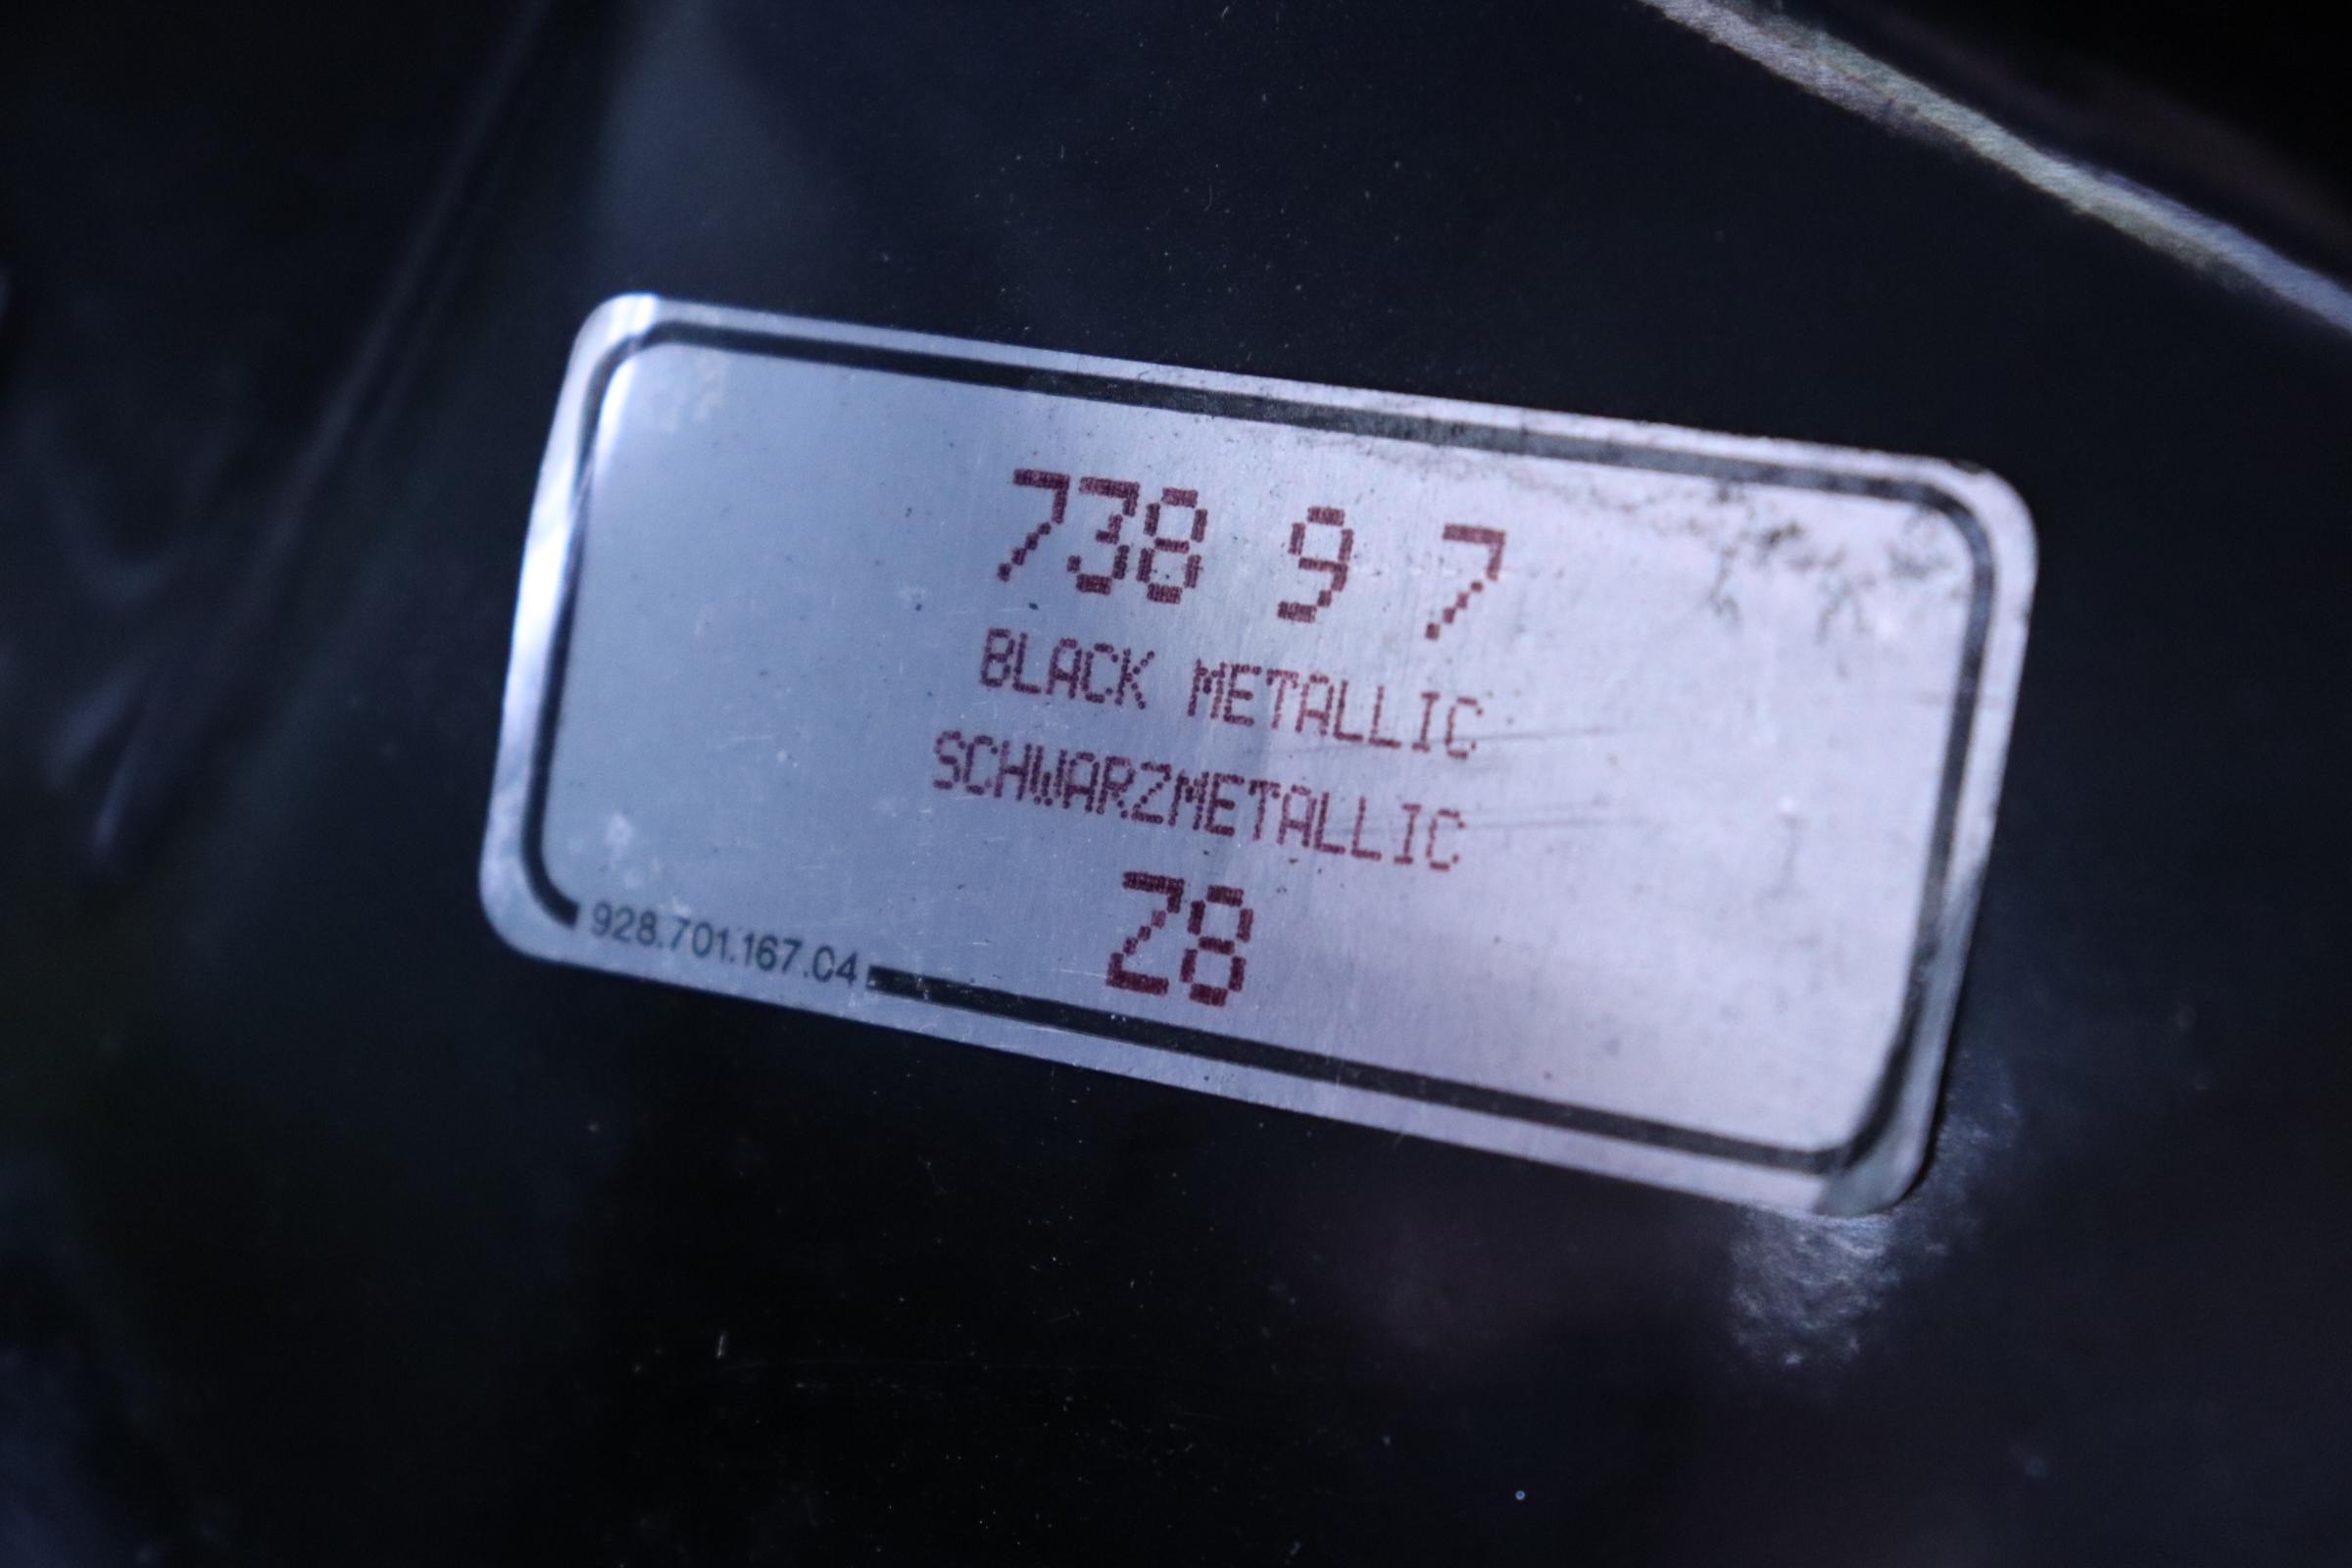 738 9 7
BLACK METALLIC
SCHWARZMETALLIC
Z8
928.701.167.04